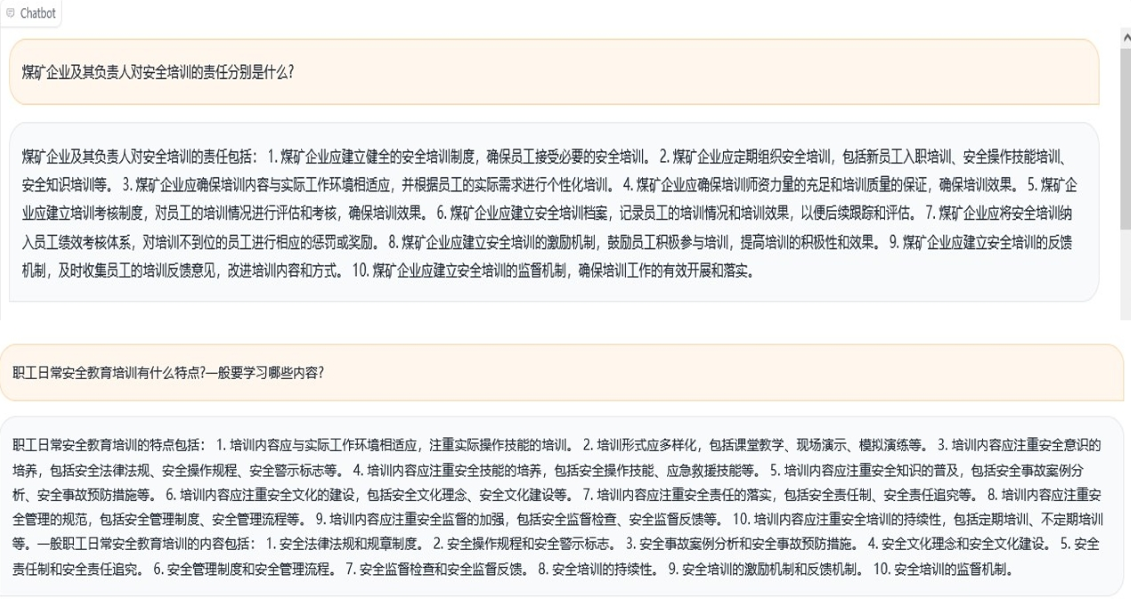 Chatbot
煤矿企业及其负责人对安全培训的责任分别是什么?
煤矿企业及其负责人对安全培训的责任包括： 1. 煤矿企业应建立健全的安全培训制度，确保员工接受必要的安全培训。 2. 煤矿企业应定期组织安全培训，包括新员工入职培训、安全操作技能培训、
安全知识培训等。 3. 煤矿企业应确保培训内容与实际工作环境相适应，并根据员工的实际需求进行个性化培训。 4. 煤矿企业应确保培训师资力量的充足和培训质量的保证，确保培训效果。 5. 煤矿企
业应建立培训考核制度，对员工的培训情况进行评估和考核，确保培训效果。 6. 煤矿企业应建立安全培训档案，记录员工的培训情况和培训效果，以便后续跟踪和评估。 7. 煤矿企业应将安全培训纳
入员工绩效考核体系，对培训不到位的员工进行相应的惩罚或奖励。 8. 煤矿企业应建立安全培训的激励机制，鼓励员工积极参与培训，提高培训的积极性和效果。 9. 煤矿企业应建立安全培训的反馈
机制，及时收集员工的培训反馈意见，改进培训内容和方式。 10. 煤矿企业应建立安全培训的监督机制，确保培训工作的有效开展和落实。
职工日常安全教育培训有什么特点?一般要学习哪些内容?
职工日常安全教育培训的特点包括： 1. 培训内容应与实际工作环境相适应，注重实际操作技能的培训。 2. 培训形式应多样化，包括课堂教学、现场演示、模拟演练等。 3. 培训内容应注重安全意识的
培养，包括安全法律法规、安全操作规程、安全警示标志等。 4. 培训内容应注重安全技能的培养，包括安全操作技能、应急救援技能等。 5. 培训内容应注重安全知识的普及，包括安全事故案例分
析、安全事故预防措施等。 6. 培训内容应注重安全文化的建设，包括安全文化理念、安全文化建设等。 7. 培训内容应注重安全责任的落实，包括安全责任制、安全责任追究等。 8. 培训内容应注重安
全管理的规范，包括安全管理制度、安全管理流程等。 9. 培训内容应注重安全监督的加强，包括安全监督检查、安全监督反馈等。 10. 培训内容应注重安全培训的持续性，包括定期培训、不定期培训
等。一般职工日常安全教育培训的内容包括： 1. 安全法律法规和规章制度。 2. 安全操作规程和安全警示标志。 3. 安全事故案例分析和安全事故预防措施。 4. 安全文化理念和安全文化建设。 5. 安全
责任制和安全责任追究。 6. 安全管理制度和安全管理流程。 7. 安全监督检查和安全监督反馈。 8. 安全培训的持续性。 9. 安全培训的激励机制和反馈机制。 10. 安全培训的监督机制。